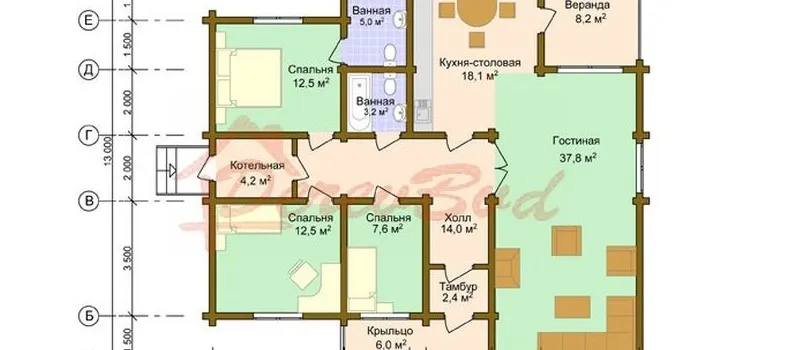 Е
Д
Г
В
Б
1 500
2 000
2 000
3 500
1 500
13 000
Ванная
5,0 м²
Веранда
8,2 м²
Кухня-столовая
18,1 м²
Спальня
12,5 м²
Ванная
3,2 м²
Гостиная
37,8 м²
Котельная
4,2 м²
Спальня
12,5 м²
Спальня
7,6 м²
Холл
14,0 м²
Тамбур
2,4 м²
Крыльцо
6,0 м²
DorevBud